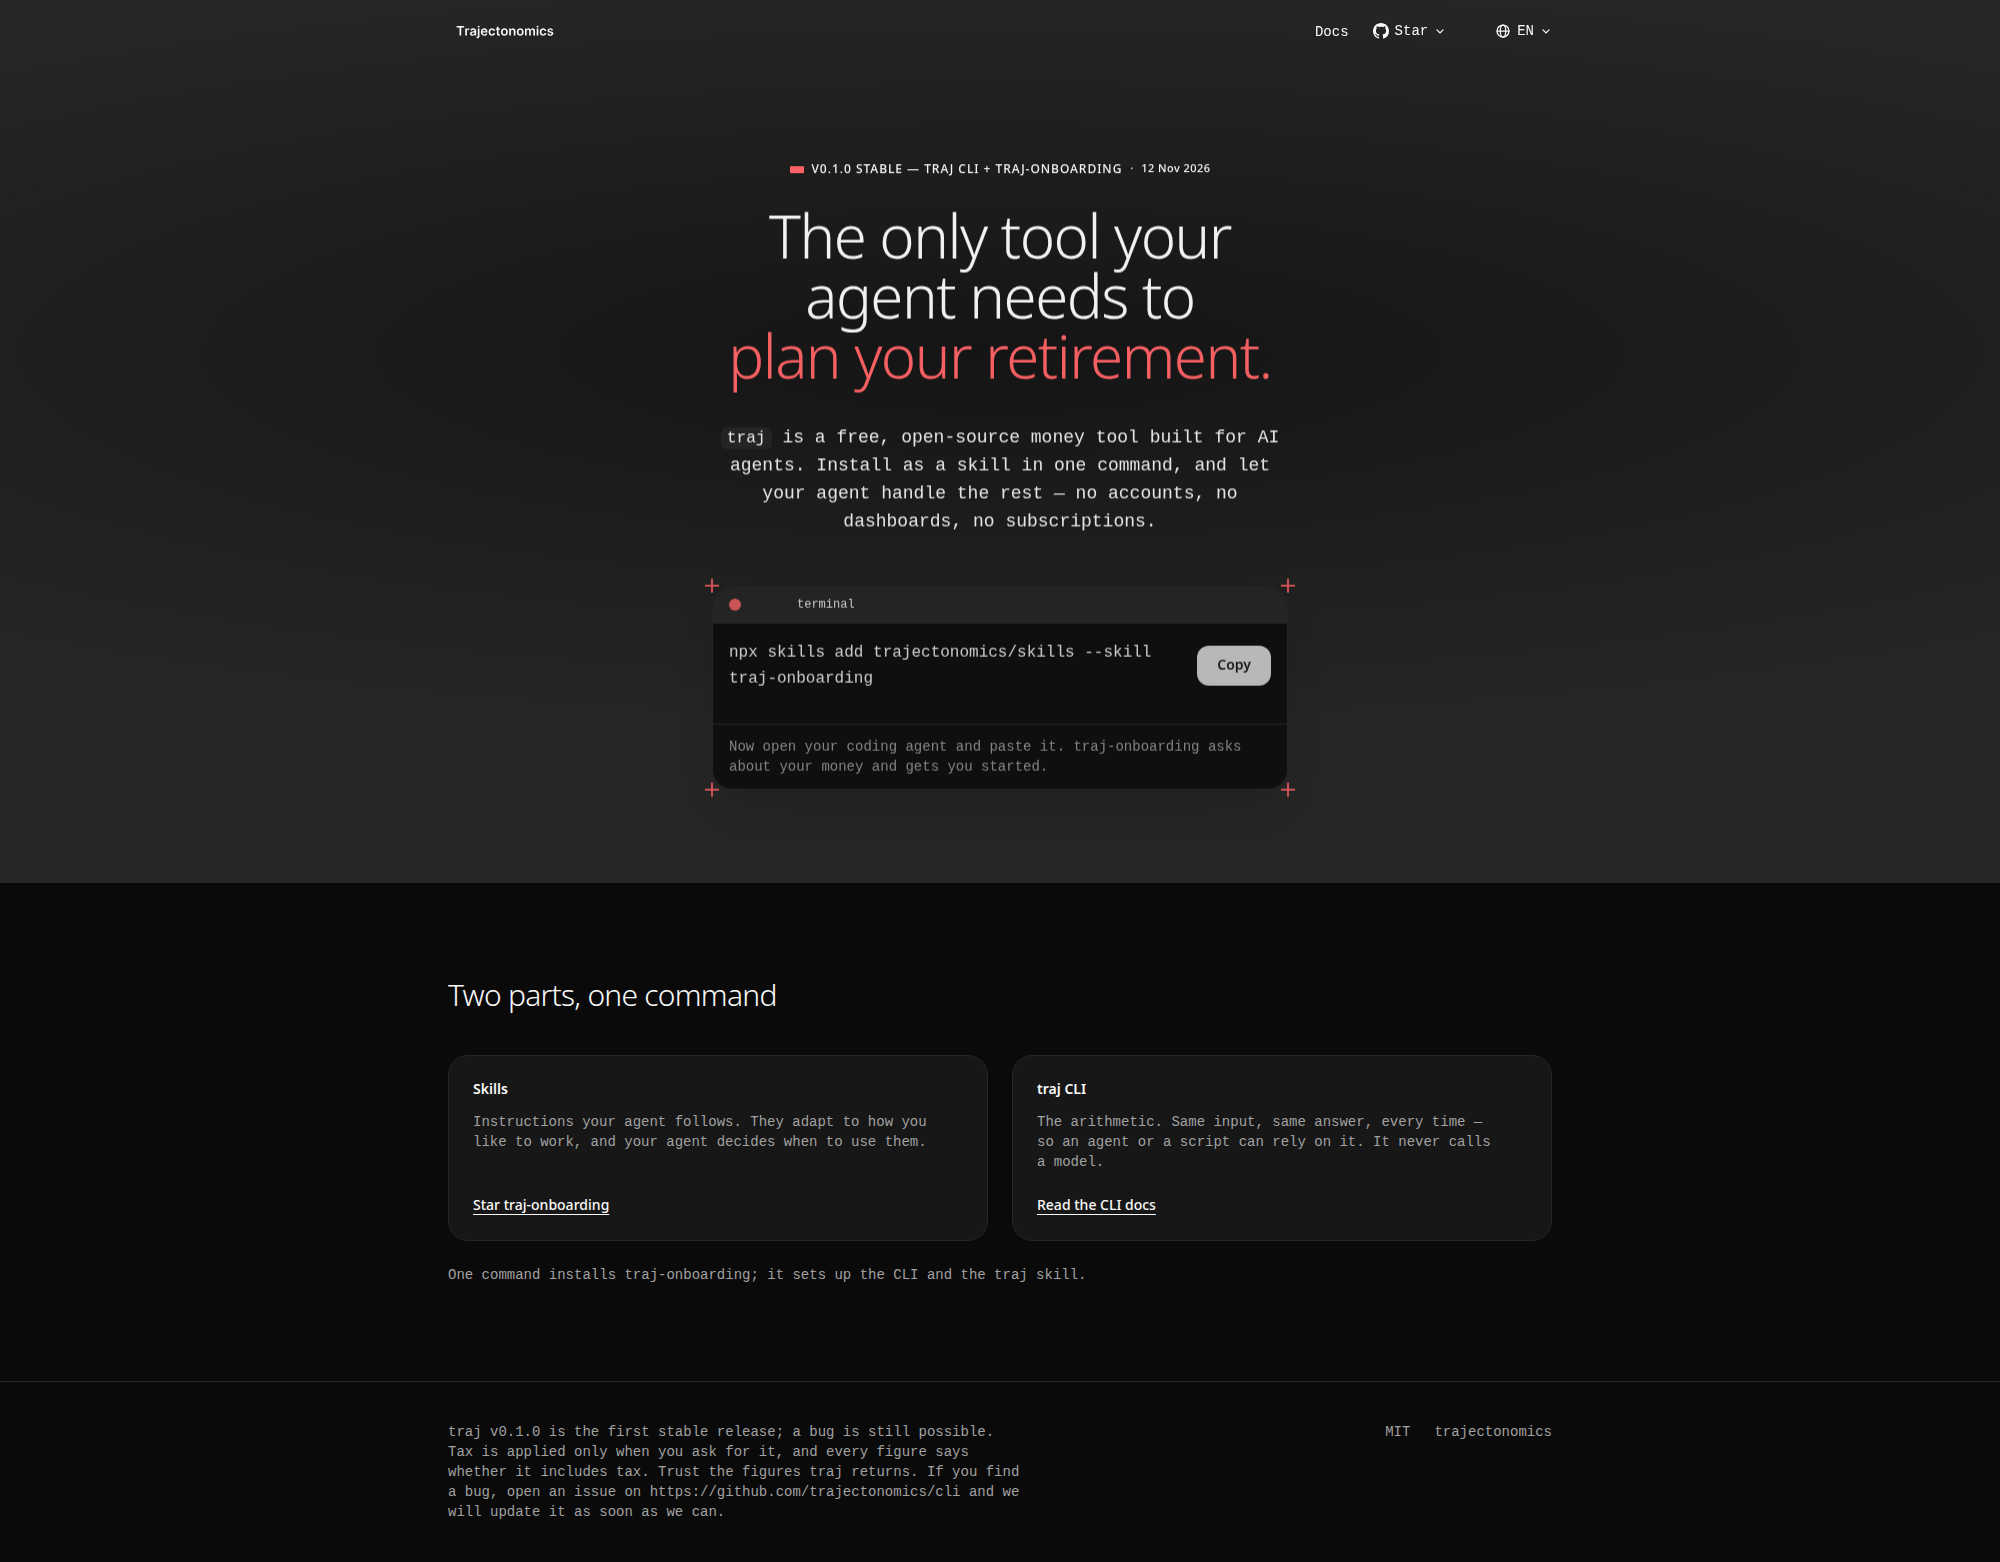 Trajectonomics
Docs
Star
EN
V0.1.0 STABLE — TRAJ CLI + TRAJ-ONBOARDING · 12 Nov 2026
The only tool your
agent needs to
plan your retirement.
traj is a free, open-source money tool built for AI
agents. Install as a skill in one command, and let
your agent handle the rest — no accounts, no
dashboards, no subscriptions.
terminal
npx skills add trajectonomics/skills --skill
traj-onboarding
Copy
Now open your coding agent and paste it. traj-onboarding asks
about your money and gets you started.
Two parts, one command
Skills
Instructions your agent follows. They adapt to how you
like to work, and your agent decides when to use them.
Star traj-onboarding
traj CLI
The arithmetic. Same input, same answer, every time —
so an agent or a script can rely on it. It never calls
a model.
Read the CLI docs
One command installs traj-onboarding; it sets up the CLI and the traj skill.
traj v0.1.0 is the first stable release; a bug is still possible.
Tax is applied only when you ask for it, and every figure says
whether it includes tax. Trust the figures traj returns. If you find
a bug, open an issue on https://github.com/trajectonomics/cli and we
will update it as soon as we can.
MIT
trajectonomics